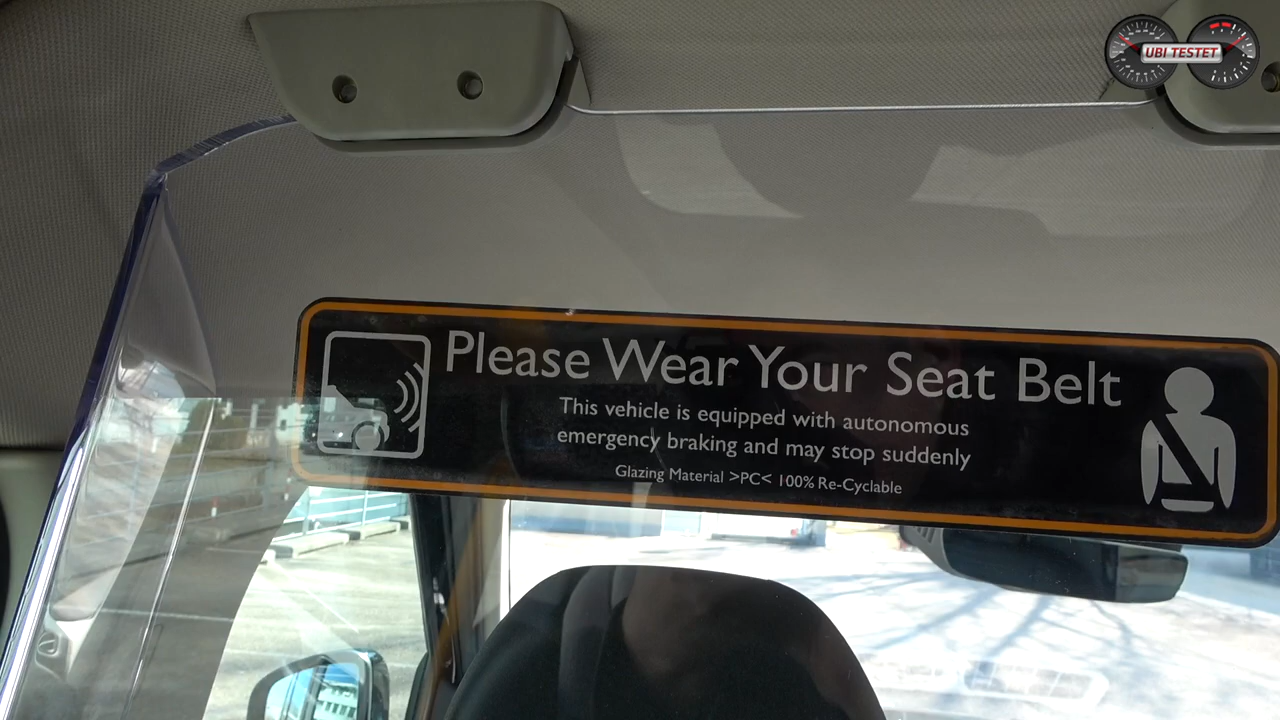 UBI TESTET
Please Wear Your Seat Belt
This vehicle is equipped with autonomous
emergency braking and may stop suddenly
Glazing Material >PC< 100% Re-Cyclable